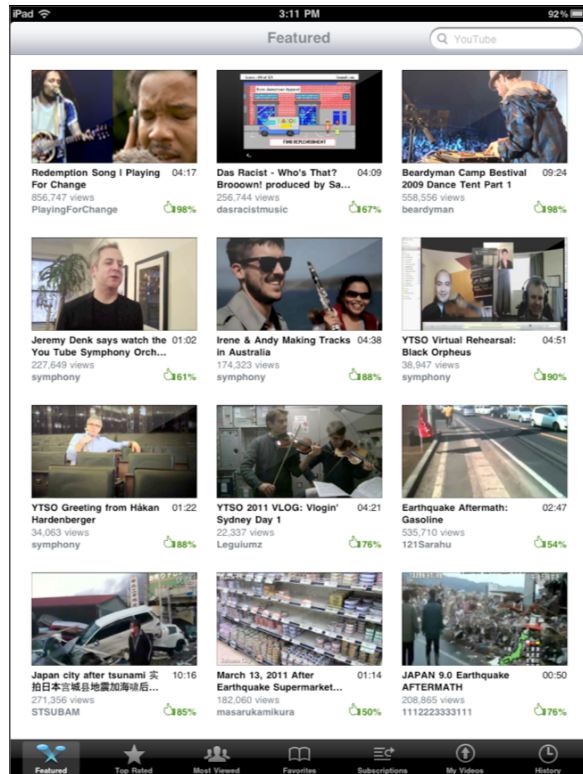 iPad 3:11 PM 92%
Featured YouTube
Redemption Song | Playing 04:17
For Change
856,747 views
PlayingForChange 98%
Das Racist - Who's That? 04:09
Brooown! produced by Sa...
256,744 views
dasracistmusic 67%
Beardyman Camp Bestival 09:24
2009 Dance Tent Part 1
558,556 views
beardyman 98%
Jeremy Denk says watch the 01:02
You Tube Symphony Orch...
227,649 views
symphony 61%
Irene & Andy Making Tracks 04:38
in Australia
174,323 views
symphony 88%
YTSO Virtual Rehearsal: 04:51
Black Orpheus
38,947 views
symphony 90%
YTSO Greeting from Håkan 01:22
Hardenberger
34,063 views
symphony 88%
YTSO 2011 VLOG: Vlogin' 04:21
Sydney Day 1
22,337 views
Leguiumz 76%
Earthquake Aftermath: 02:47
Gasoline
535,710 views
121Sarahu 54%
Japan city after tsunami 实 10:16
拍日本宫城县地震加海啸后...
271,356 views
STSUBAM 85%
March 13, 2011 After 01:14
Earthquake Supermarket...
182,060 views
masarukamikura 50%
JAPAN 9.0 Earthquake 00:50
AFTERMATH
208,865 views
1112223333111 76%
Featured Top Rated Most Viewed Favorites Subscriptions My Videos History